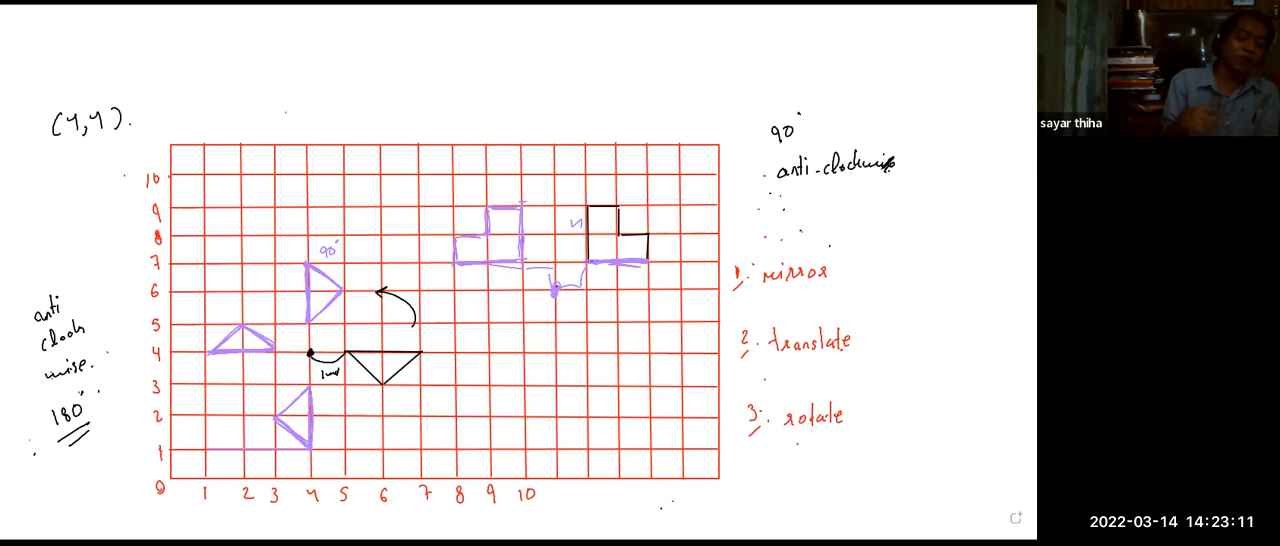 (4,4).
90°
anti-clockwise
sayar thiha
10
9
8
7
6
5
4
3
2
1
0
1 2 3 4 5 6 7 8 9 10
90°
1. mirror
2. translate
3. rotate
anti
clock
wise.
180°
2022-03-14 14:23:11